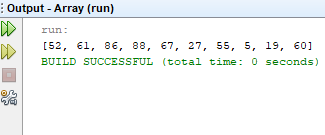 Output - Array (run)
run:
[52, 61, 86, 88, 67, 27, 55, 5, 19, 60]
BUILD SUCCESSFUL (total time: 0 seconds)